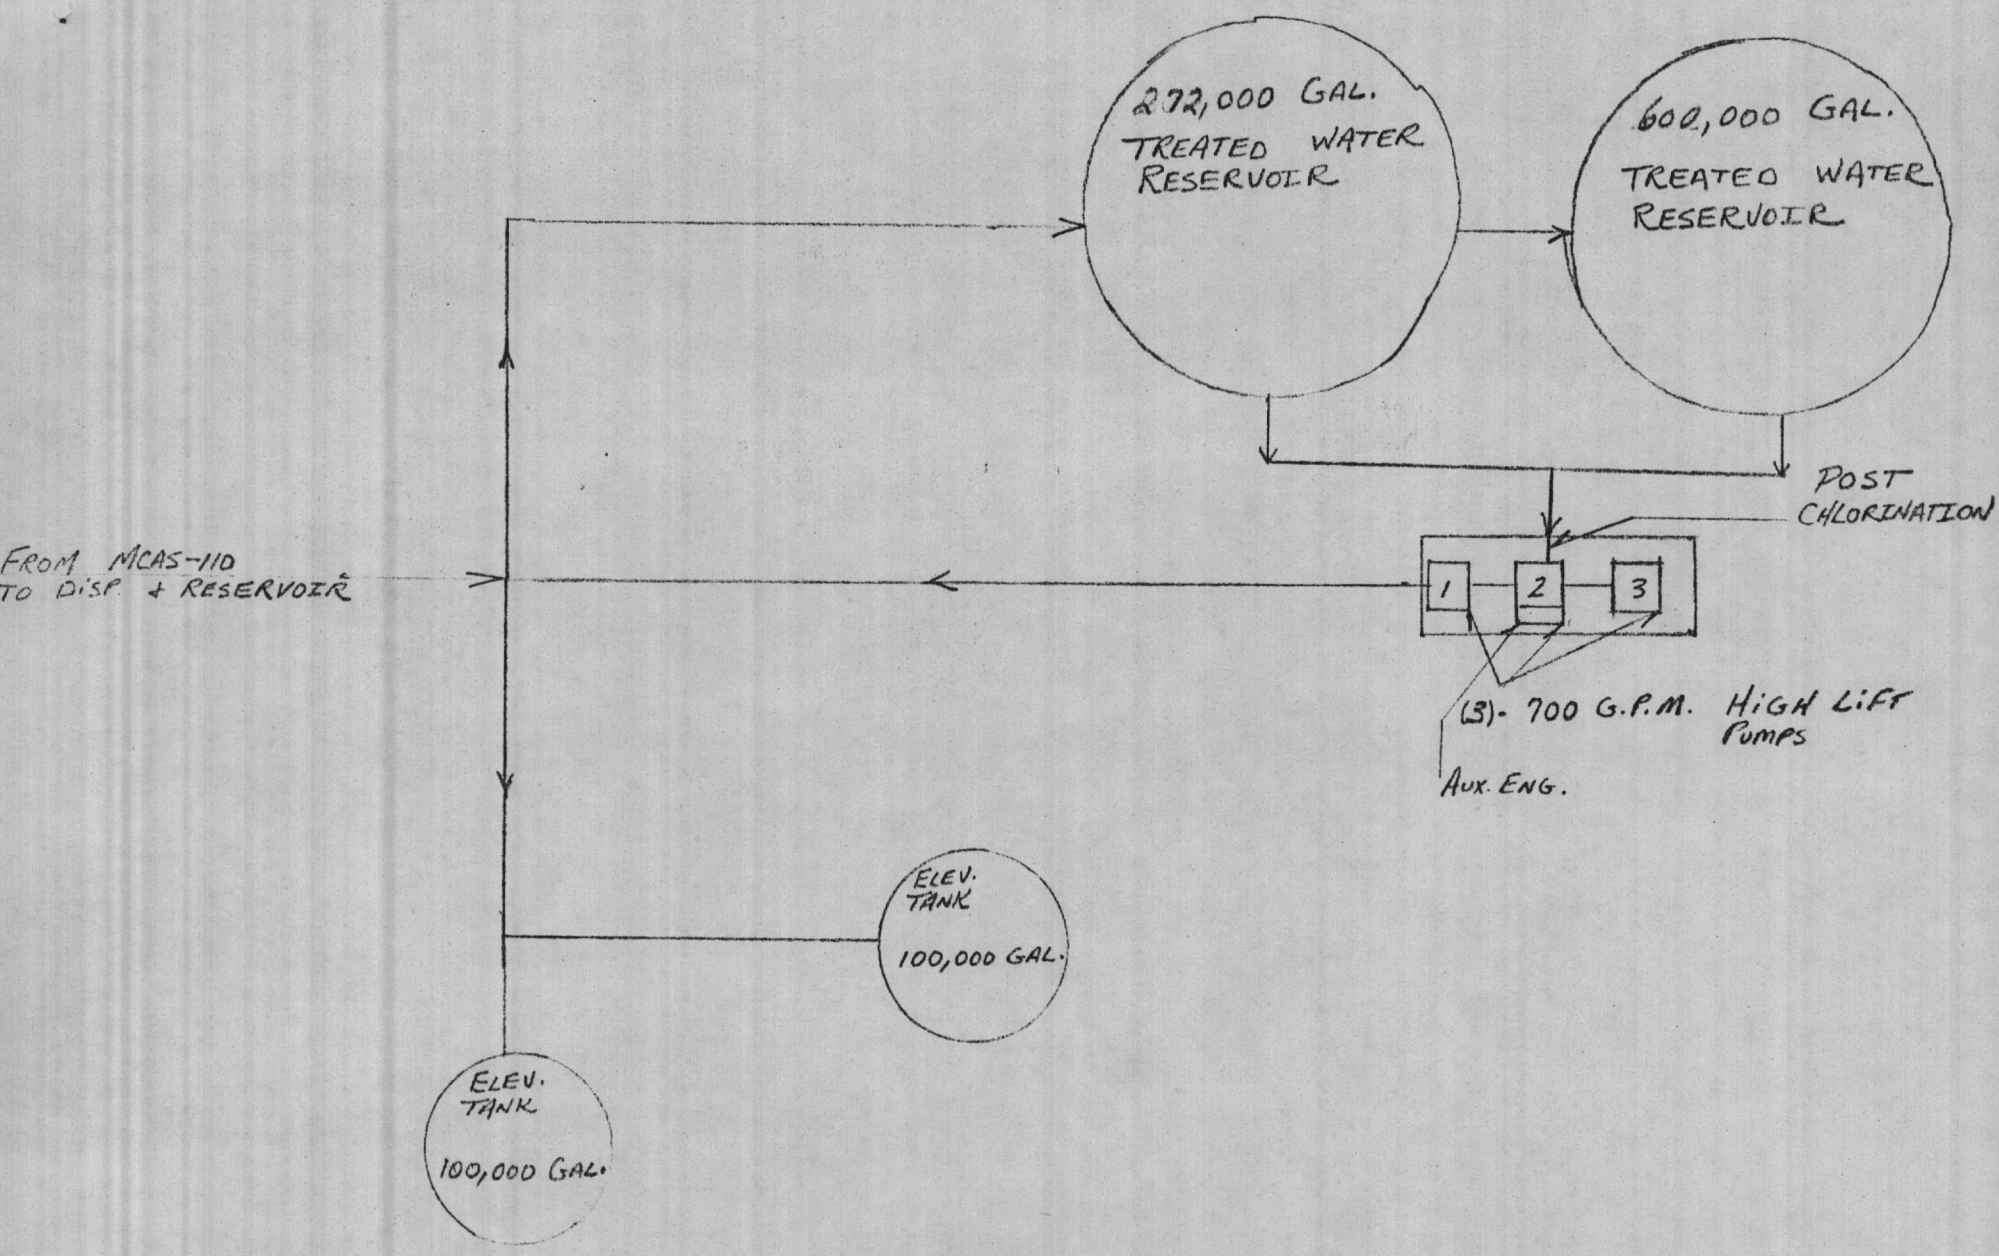 272,000 GAL.
TREATED WATER
RESERVOIR
600,000 GAL.
TREATED WATER
RESERVOIR
POST
CHLORINATION
FROM MCAS-110
TO DISP. & RESERVOIR
1 2 3
(3)- 700 G.P.M. HIGH LIFT
PUMPS
AUX. ENG.
ELEV.
TANK
100,000 GAL.
ELEV.
TANK
100,000 GAL.